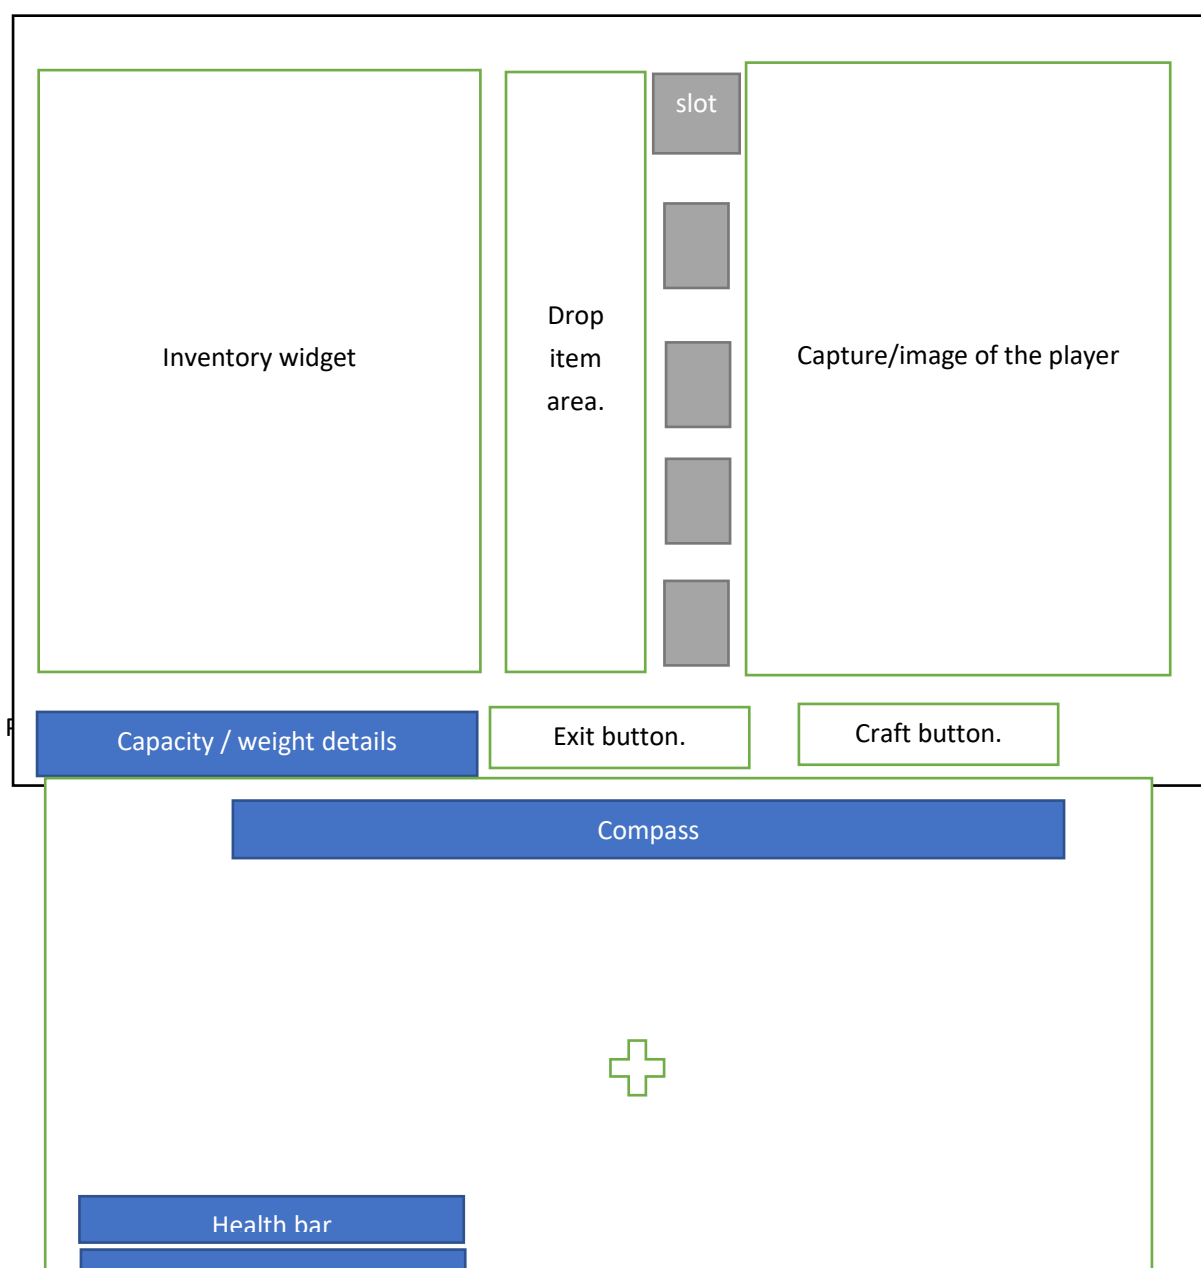 slot
Drop
item
area.
Inventory widget
Capture/image of the player
Capacity / weight details
Exit button.
Craft button.
Compass
Health bar